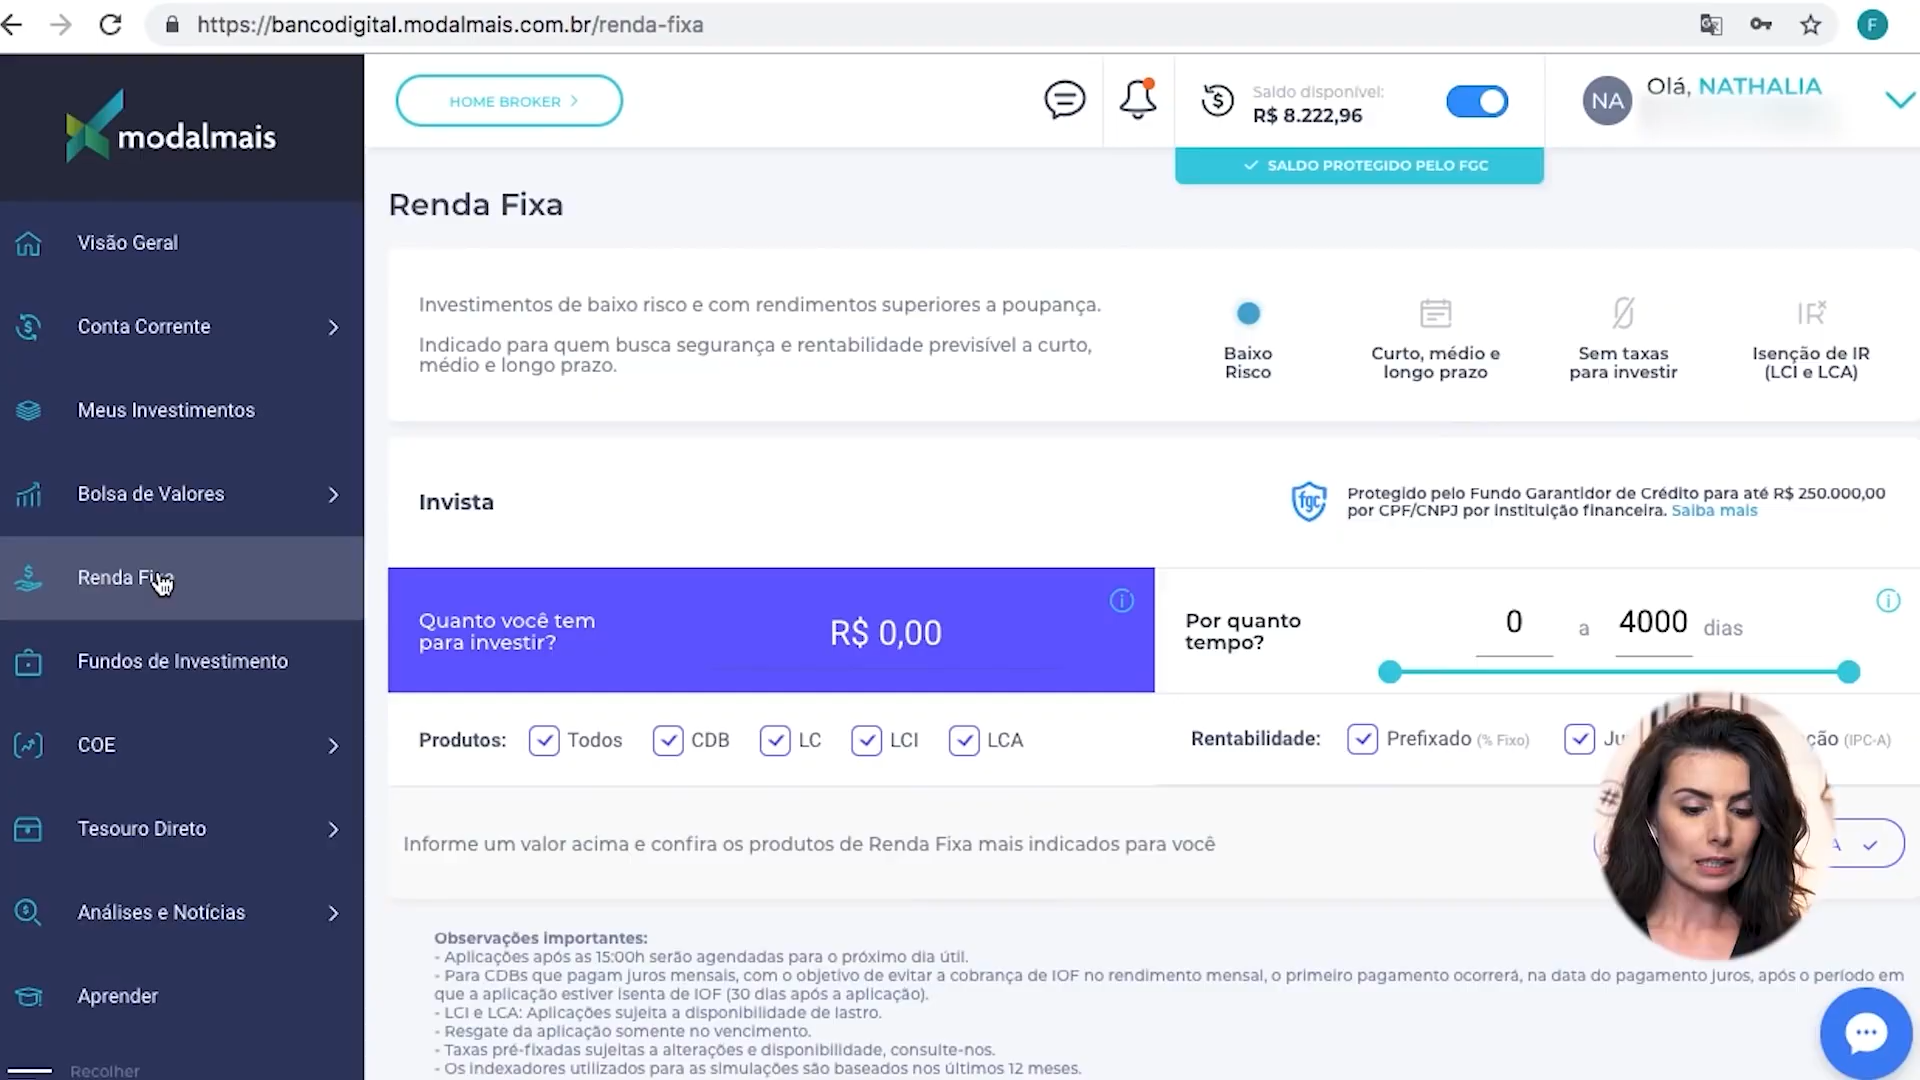 https://bancodigital.modalmais.com.br/renda-fixa
F
modalmais
HOME BROKER
Saldo disponível:
R$ 8.222,96
NA
Olá, NATHALIA
SALDO PROTEGIDO PELO FGC
Visão Geral
Conta Corrente
Meus Investimentos
Bolsa de Valores
Renda Fixa
Fundos de Investimento
COE
Tesouro Direto
Análises e Notícias
Aprender
Recolher
Renda Fixa
Investimentos de baixo risco e com rendimentos superiores a poupança.
Indicado para quem busca segurança e rentabilidade previsível a curto,
médio e longo prazo.
Baixo
Risco
Curto, médio e
longo prazo
Sem taxas
para investir
IR
Isenção de IR
(LCI e LCA)
Invista
fgc
Protegido pelo Fundo Garantidor de Crédito para até R$ 250.000,00
por CPF/CNPJ por instituição financeira. Saiba mais
Quanto você tem
para investir?
R$ 0,00
Por quanto
tempo?
0 a 4000 dias
Produtos: Todos CDB LC LCI LCA
Rentabilidade: Prefixado (% Fixo) (IPC-A)
Informe um valor acima e confira os produtos de Renda Fixa mais indicados para você
Observações importantes:
- Aplicações após as 15:00h serão agendadas para o próximo dia útil.
- Para CDBs que pagam juros mensais, com o objetivo de evitar a cobrança de IOF no rendimento mensal, o primeiro pagamento ocorrerá, na data do pagamento juros, após o período em
que a aplicação estiver isenta de IOF (30 dias após a aplicação).
- LCI e LCA: Aplicações sujeita a disponibilidade de lastro.
- Resgate da aplicação somente no vencimento.
- Taxas pré-fixadas sujeitas a alterações e disponibilidade, consulte-nos.
- Os indexadores utilizados para as simulações são baseados nos últimos 12 meses.